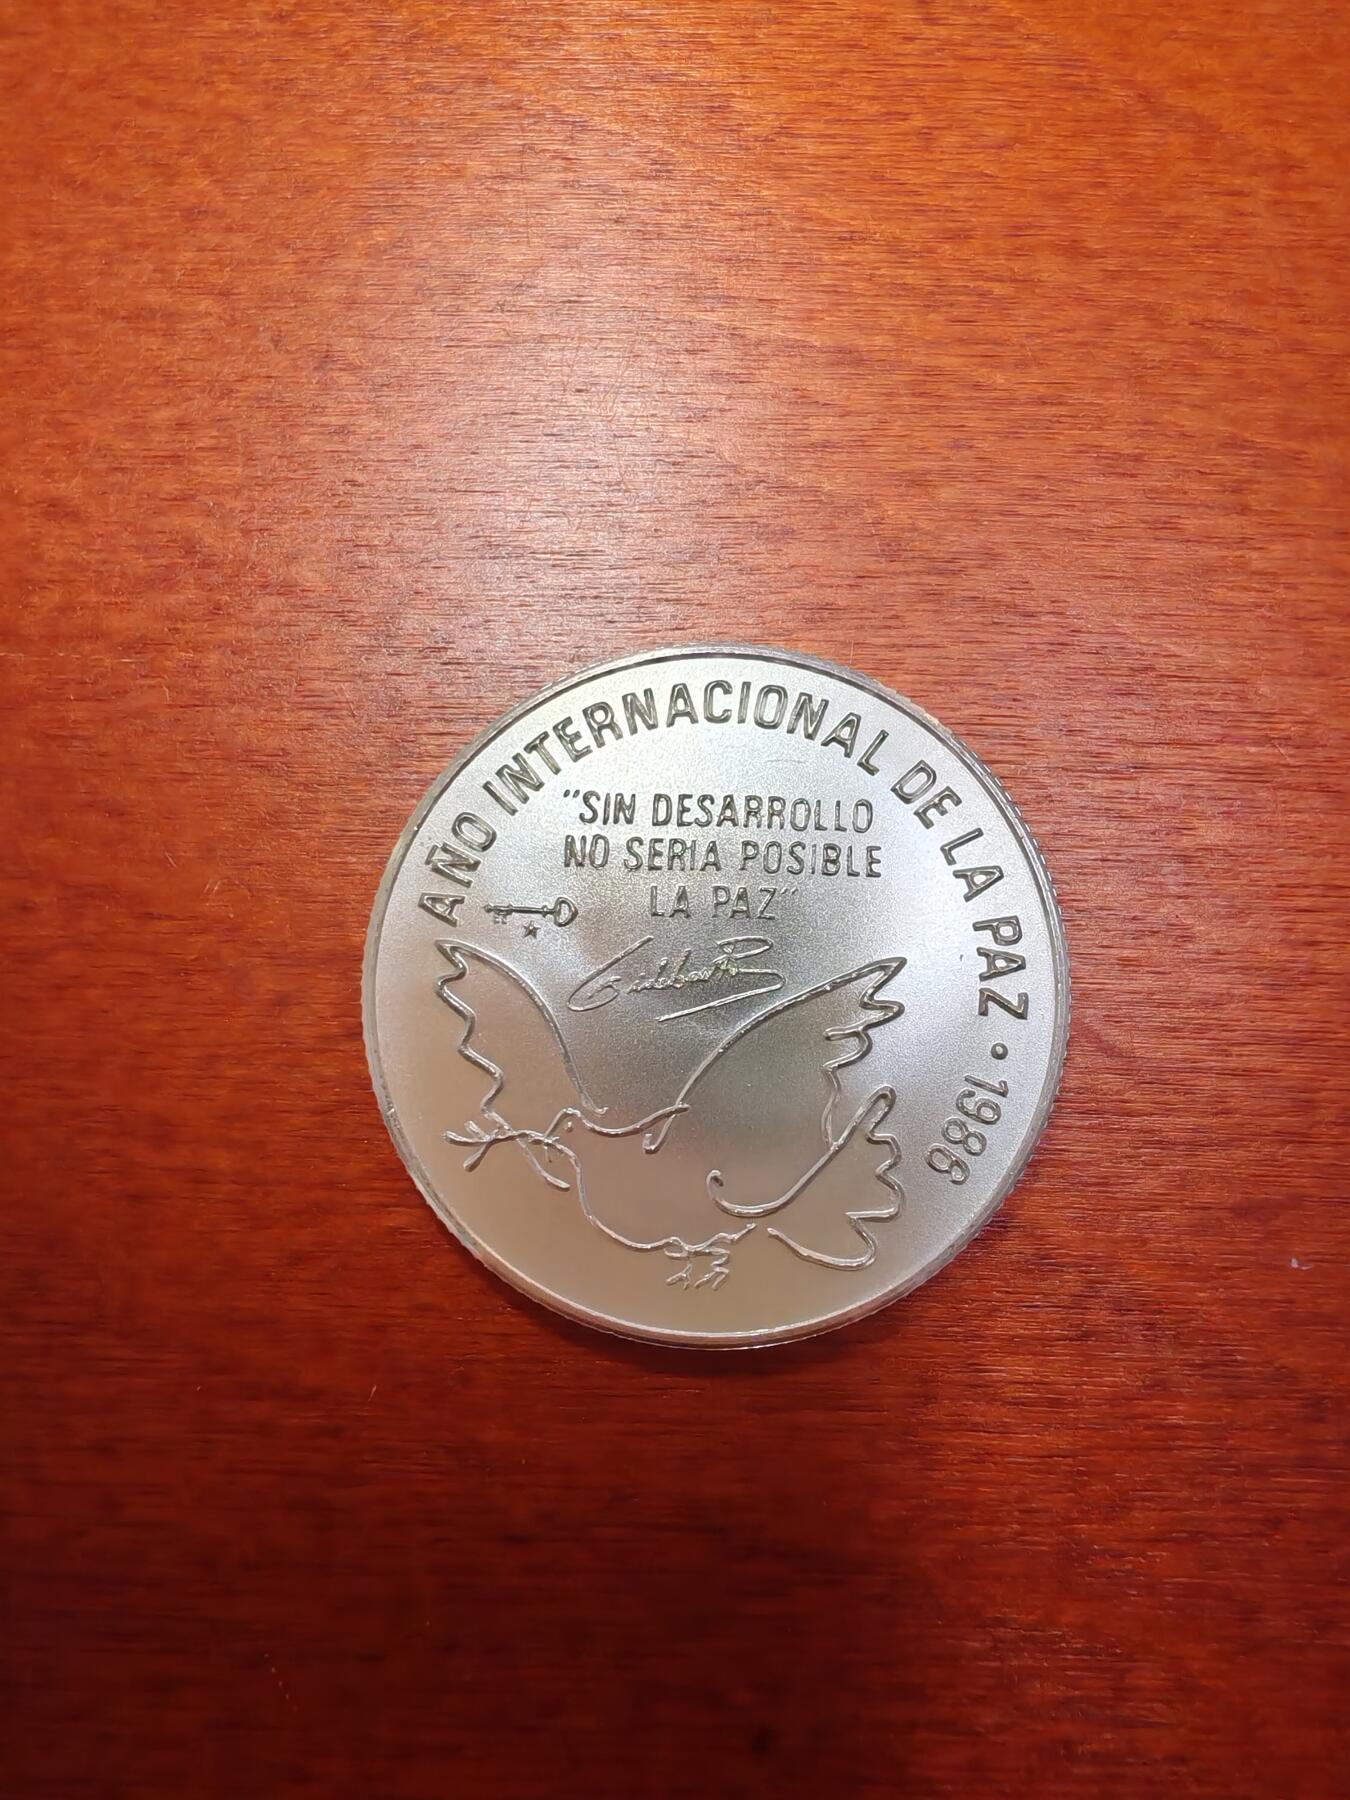 AÑO INTERNACIONAL DE LA PAZ • 1986
"SIN DESARROLLO
NO SERIA POSIBLE
LA PAZ"